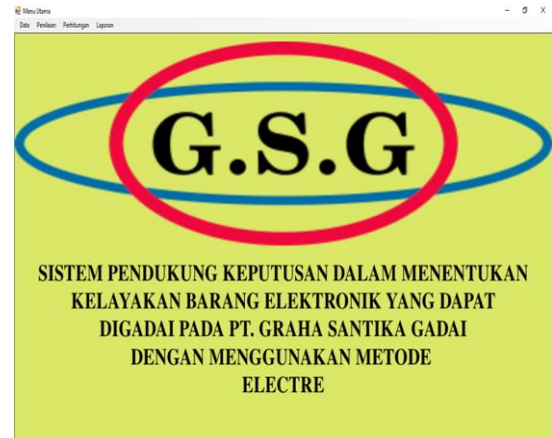 Menu Utama
Data Penilaian Perhitungan Laporan
G.S.G
SISTEM PENDUKUNG KEPUTUSAN DALAM MENENTUKAN
KELAYAKAN BARANG ELEKTRONIK YANG DAPAT
DIGADAI PADA PT. GRAHA SANTIKA GADAI
DENGAN MENGGUNAKAN METODE
ELECTRE